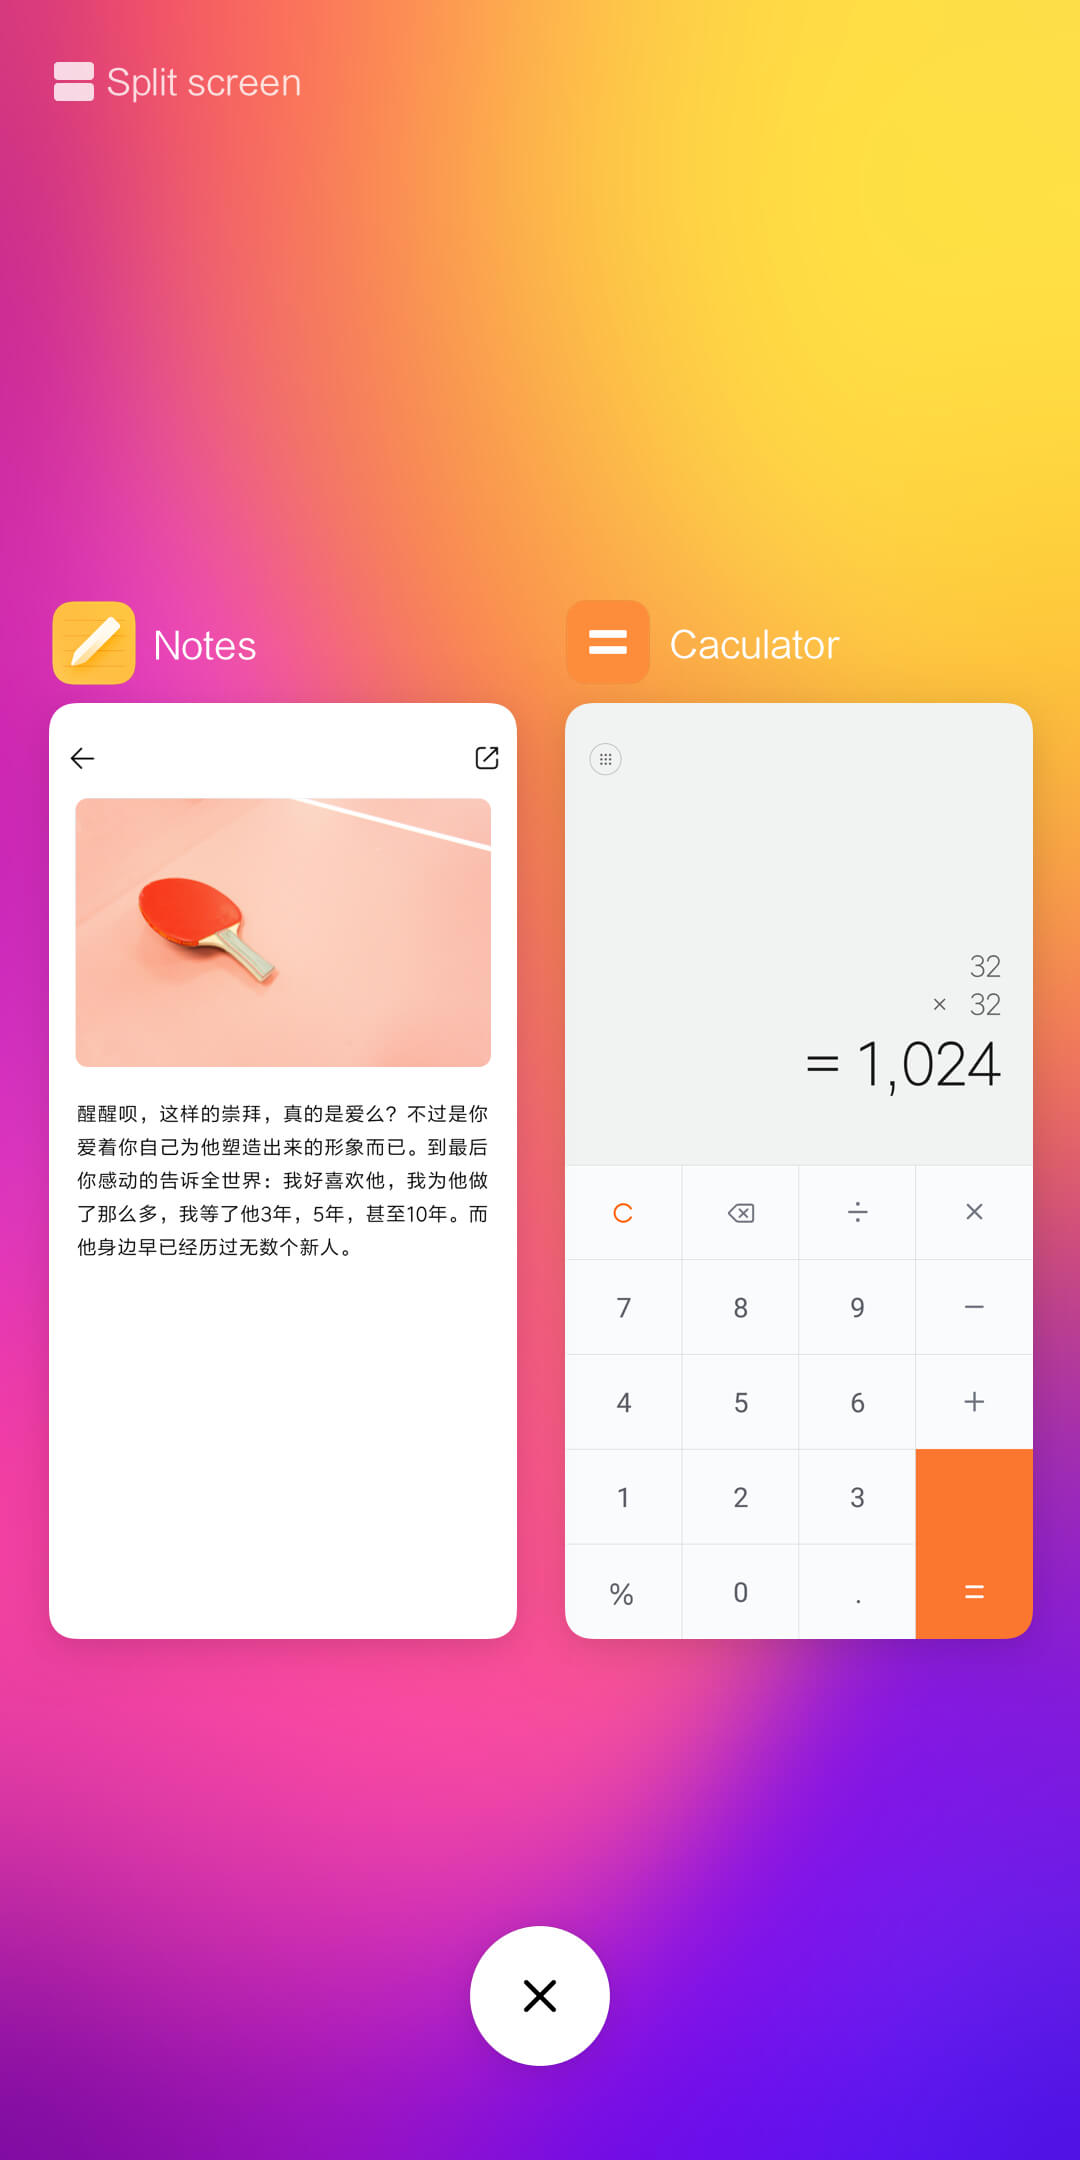 Split screen
Notes
Caculator
醒醒呗，这样的崇拜，真的是爱么？不过是你
爱着你自己为他塑造出来的形象而已。到最后
你感动的告诉全世界：我好喜欢他，我为他做
了那么多，我等了他3年，5年，甚至10年。而
他身边早已经历过无数个新人。
32
× 32
= 1,024
C ÷ ×
7 8 9 −
4 5 6 +
1 2 3
% 0 . =